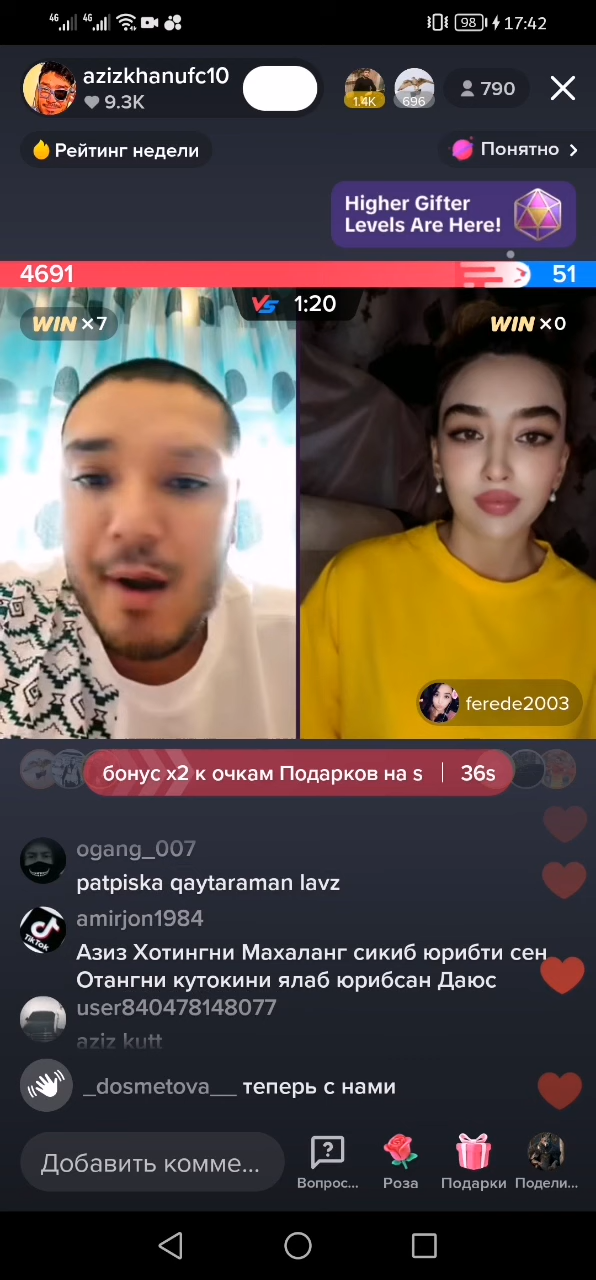 4G 4G 98 17:42
azizkhanufc10
9.3K
1.4K 696 790
Рейтинг недели
Понятно
Higher Gifter
Levels Are Here!
4691 51
VS 1:20
WIN ×7 WIN ×0
ferede2003
бонус x2 к очкам Подарков на s | 36s
ogang_007
patpiska qaytaraman lavz
amirjon1984
TikTok
Азиз Хотингни Махаланг сикиб юрибти сен
Отангни кутокини ялаб юрибсан Даюс
user840478148077
aziz kutt
_dosmetova__ теперь с нами
Добавить комме...
Вопрос... Роза Подарки Подели...